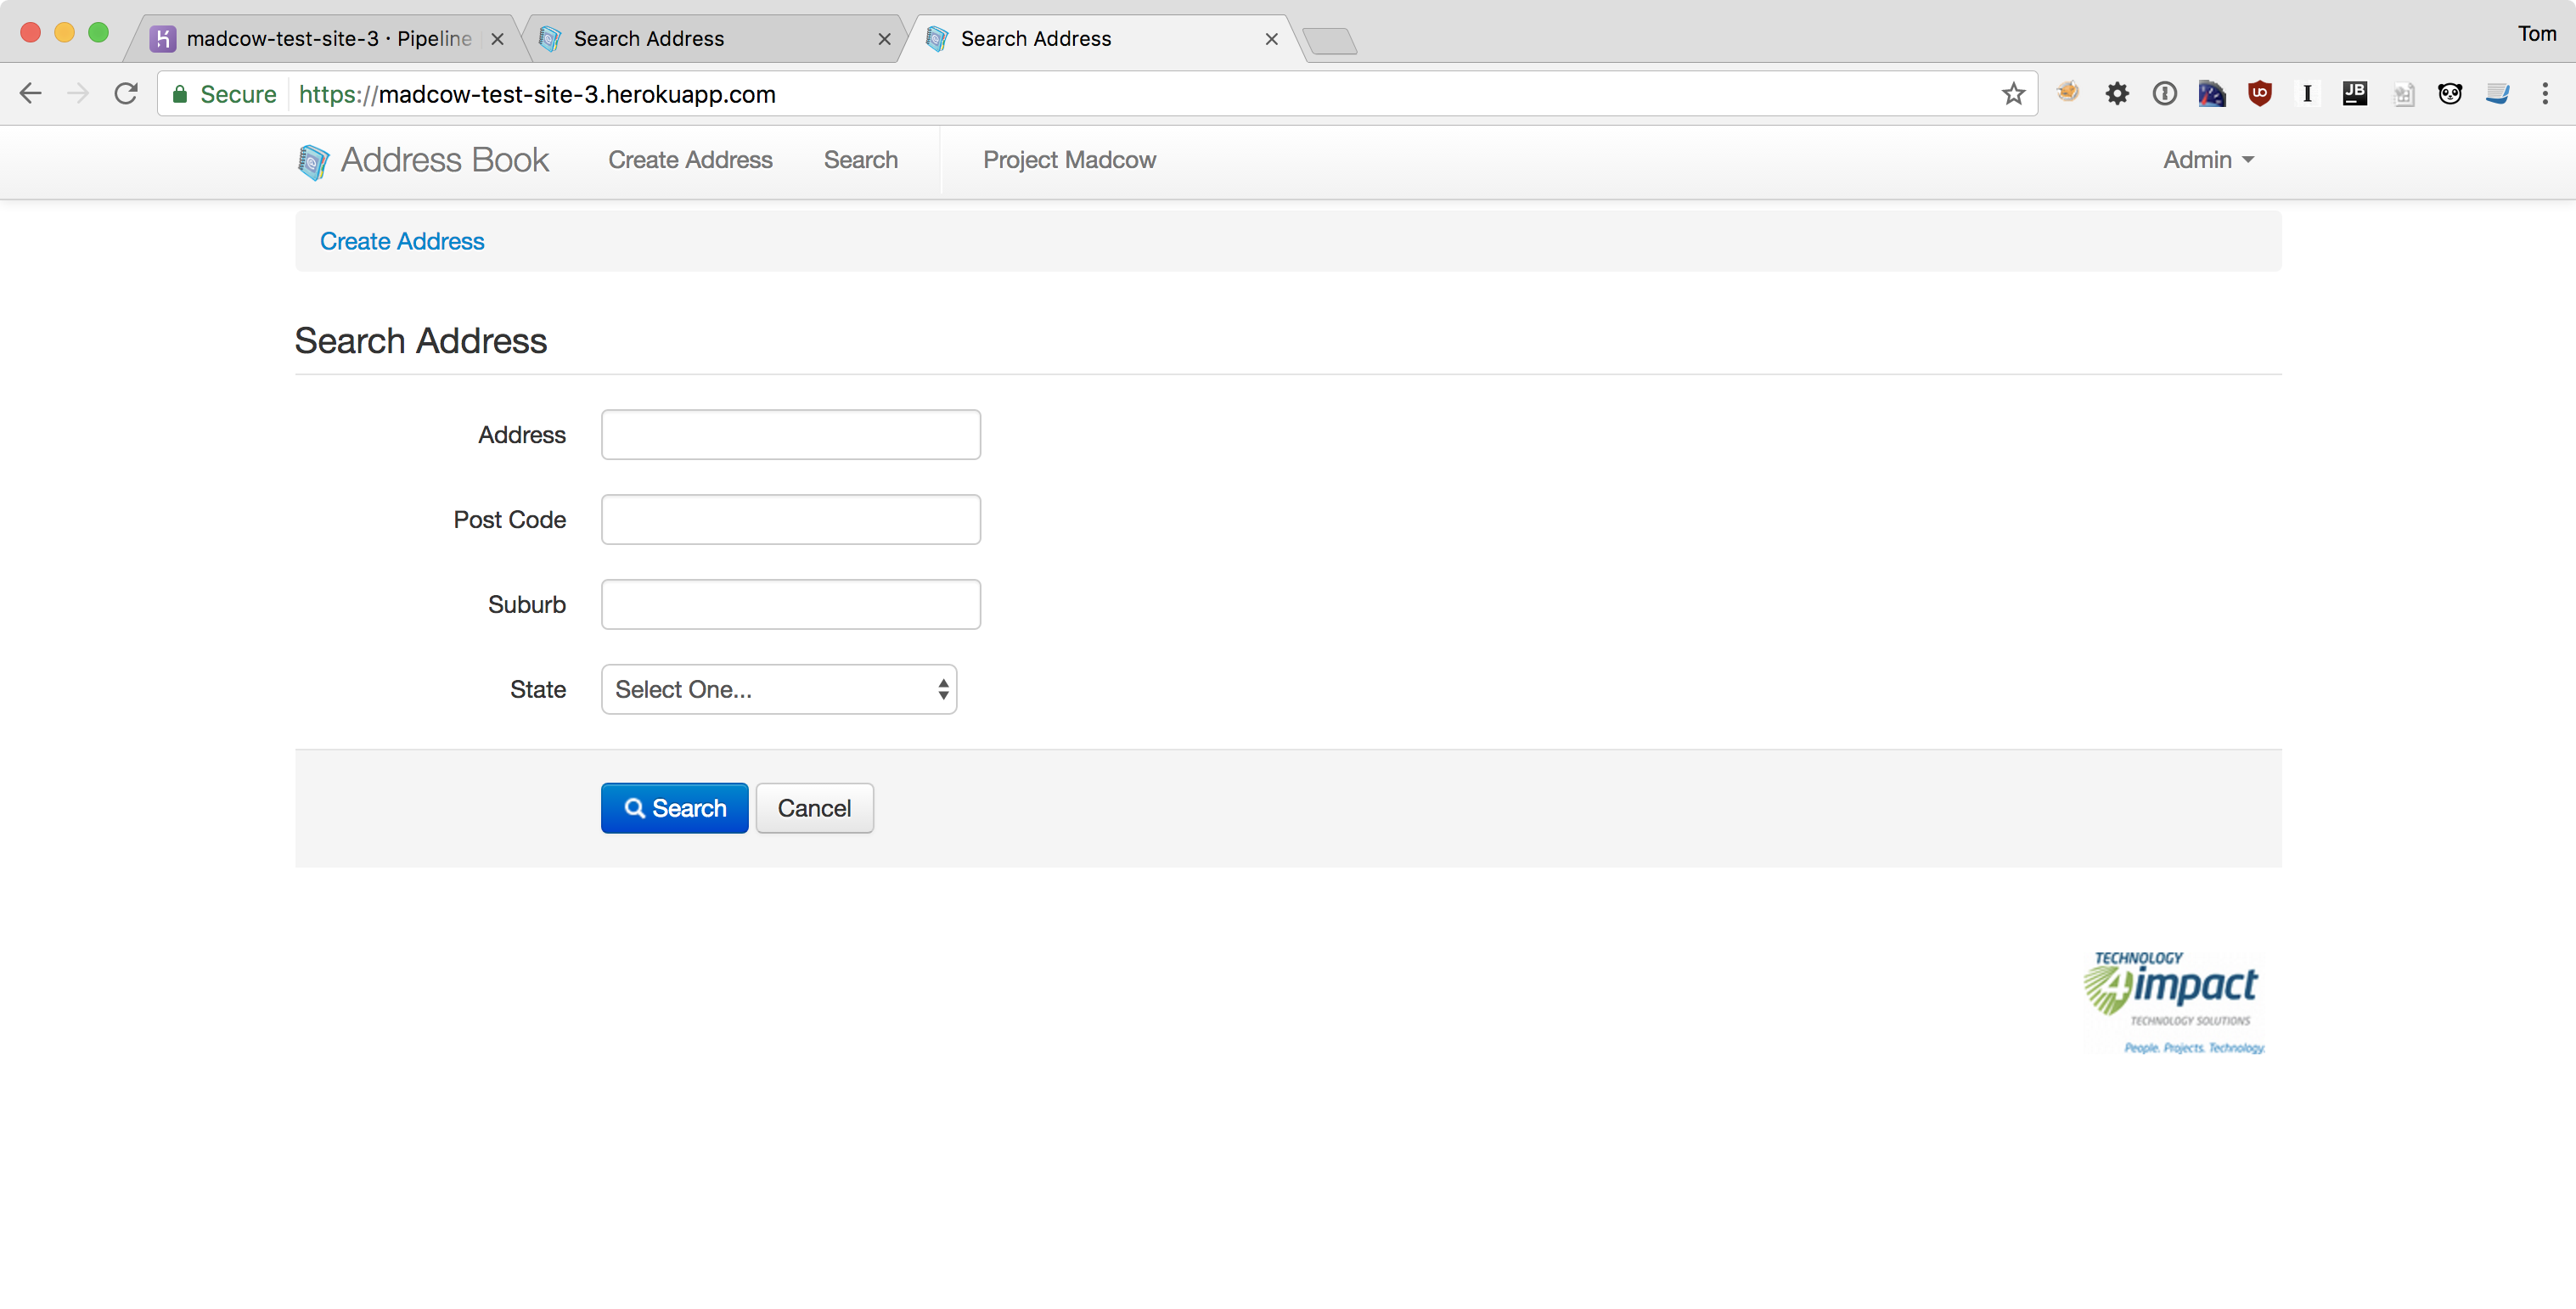 madcow-test-site-3 · Pipeline
Search Address
Search Address
Tom
Secure https://madcow-test-site-3.herokuapp.com
Address Book Create Address Search Project Madcow Admin
Create Address
Search Address
Address
Post Code
Suburb
State Select One...
Search Cancel
TECHNOLOGY
4impact
TECHNOLOGY SOLUTIONS
People. Projects. Technology.